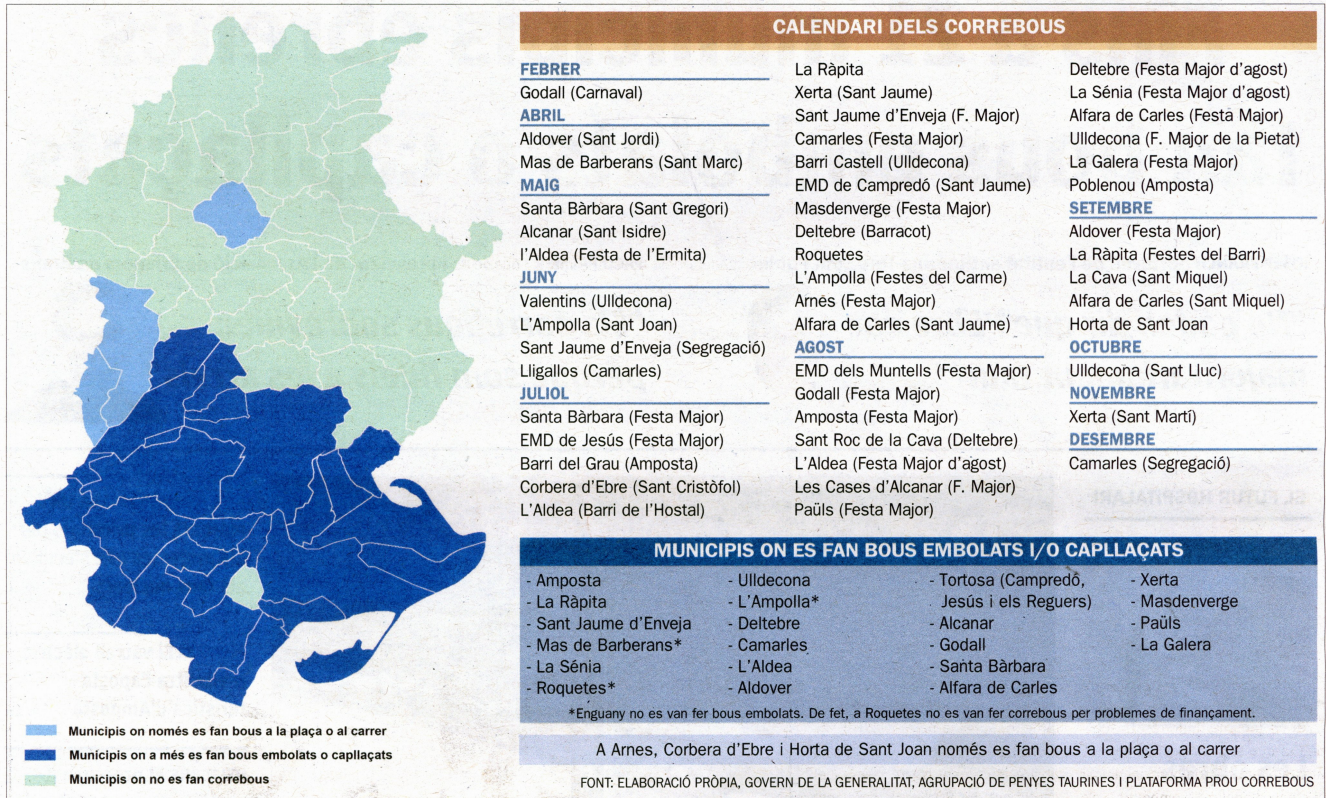 CALENDARI DELS CORREBOUS
FEBRER
Godall (Carnaval)
ABRIL
Aldover (Sant Jordi)
Mas de Barberans (Sant Marc)
MAIG
Santa Bàrbara (Sant Gregori)
Alcanar (Sant Isidre)
l'Aldea (Festa de l'Ermita)
JUNY
Valentins (Ulldecona)
L'Ampolla (Sant Joan)
Sant Jaume d'Enveja (Segregació)
Lligallos (Camarles)
JULIOL
Santa Bàrbara (Festa Major)
EMD de Jesús (Festa Major)
Barri del Grau (Amposta)
Corbera d'Ebre (Sant Cristòfol)
L'Aldea (Barri de l'Hostal)
La Ràpita
Xerta (Sant Jaume)
Sant Jaume d'Enveja (F. Major)
Camarles (Festa Major)
Barri Castell (Ulldecona)
EMD de Campredó (Sant Jaume)
Masdenverge (Festa Major)
Deltebre (Barracot)
Roquetes
L'Ampolla (Festes del Carme)
Arnes (Festa Major)
Alfara de Carles (Sant Jaume)
AGOST
EMD dels Muntells (Festa Major)
Godall (Festa Major)
Amposta (Festa Major)
Sant Roc de la Cava (Deltebre)
L'Aldea (Festa Major d'agost)
Les Cases d'Alcanar (F. Major)
Paüls (Festa Major)
Deltebre (Festa Major d'agost)
La Sénia (Festa Major d'agost)
Alfara de Carles (Festa Major)
Ulldecona (F. Major de la Pietat)
La Galera (Festa Major)
Poblenou (Amposta)
SETEMBRE
Aldover (Festa Major)
La Ràpita (Festes del Barri)
La Cava (Sant Miquel)
Alfara de Carles (Sant Miquel)
Horta de Sant Joan
OCTUBRE
Ulldecona (Sant Lluc)
NOVEMBRE
Xerta (Sant Martí)
DESEMBRE
Camarles (Segregació)
MUNICIPIS ON ES FAN BOUS EMBOLATS I/O CAPLLAÇATS
- Amposta
- La Ràpita
- Sant Jaume d'Enveja
- Mas de Barberans*
- La Sénia
- Roquetes*
- Ulldecona
- L'Ampolla*
- Deltebre
- Camarles
- L'Aldea
- Aldover
- Tortosa (Campredó,
Jesús i els Reguers)
- Alcanar
- Godall
- Santa Bàrbara
- Alfara de Carles
- Xerta
- Masdenverge
- Paüls
- La Galera
*Enguany no es van fer bous embolats. De fet, a Roquetes no es van fer correbous per problemes de finançament.
A Arnes, Corbera d'Ebre i Horta de Sant Joan només es fan bous a la plaça o al carrer
FONT: ELABORACIÓ PRÒPIA, GOVERN DE LA GENERALITAT, AGRUPACIÓ DE PENYES TAURINES I PLATAFORMA PROU CORREBOUS
Municipis on només es fan bous a la plaça o al carrer
Municipis on a més es fan bous embolats o capllaçats
Municipis on no es fan correbous